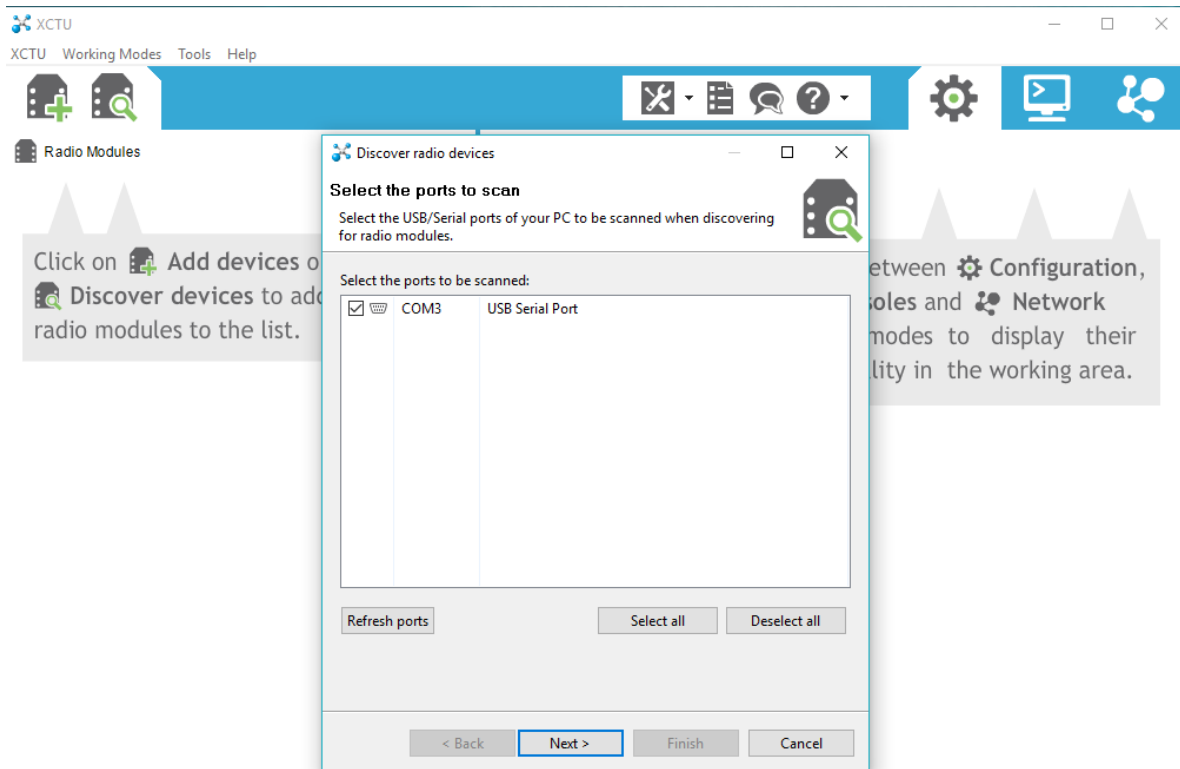 XCTU
XCTU Working Modes Tools Help
Radio Modules
Click on Add devices o
Discover devices to add
radio modules to the list.
Discover radio devices
Select the ports to scan
Select the USB/Serial ports of your PC to be scanned when discovering
for radio modules.
Select the ports to be scanned:
COM3 USB Serial Port
Refresh ports Select all Deselect all
< Back Next > Finish Cancel
etween Configuration,
soles and Network
modes to display their
lity in the working area.